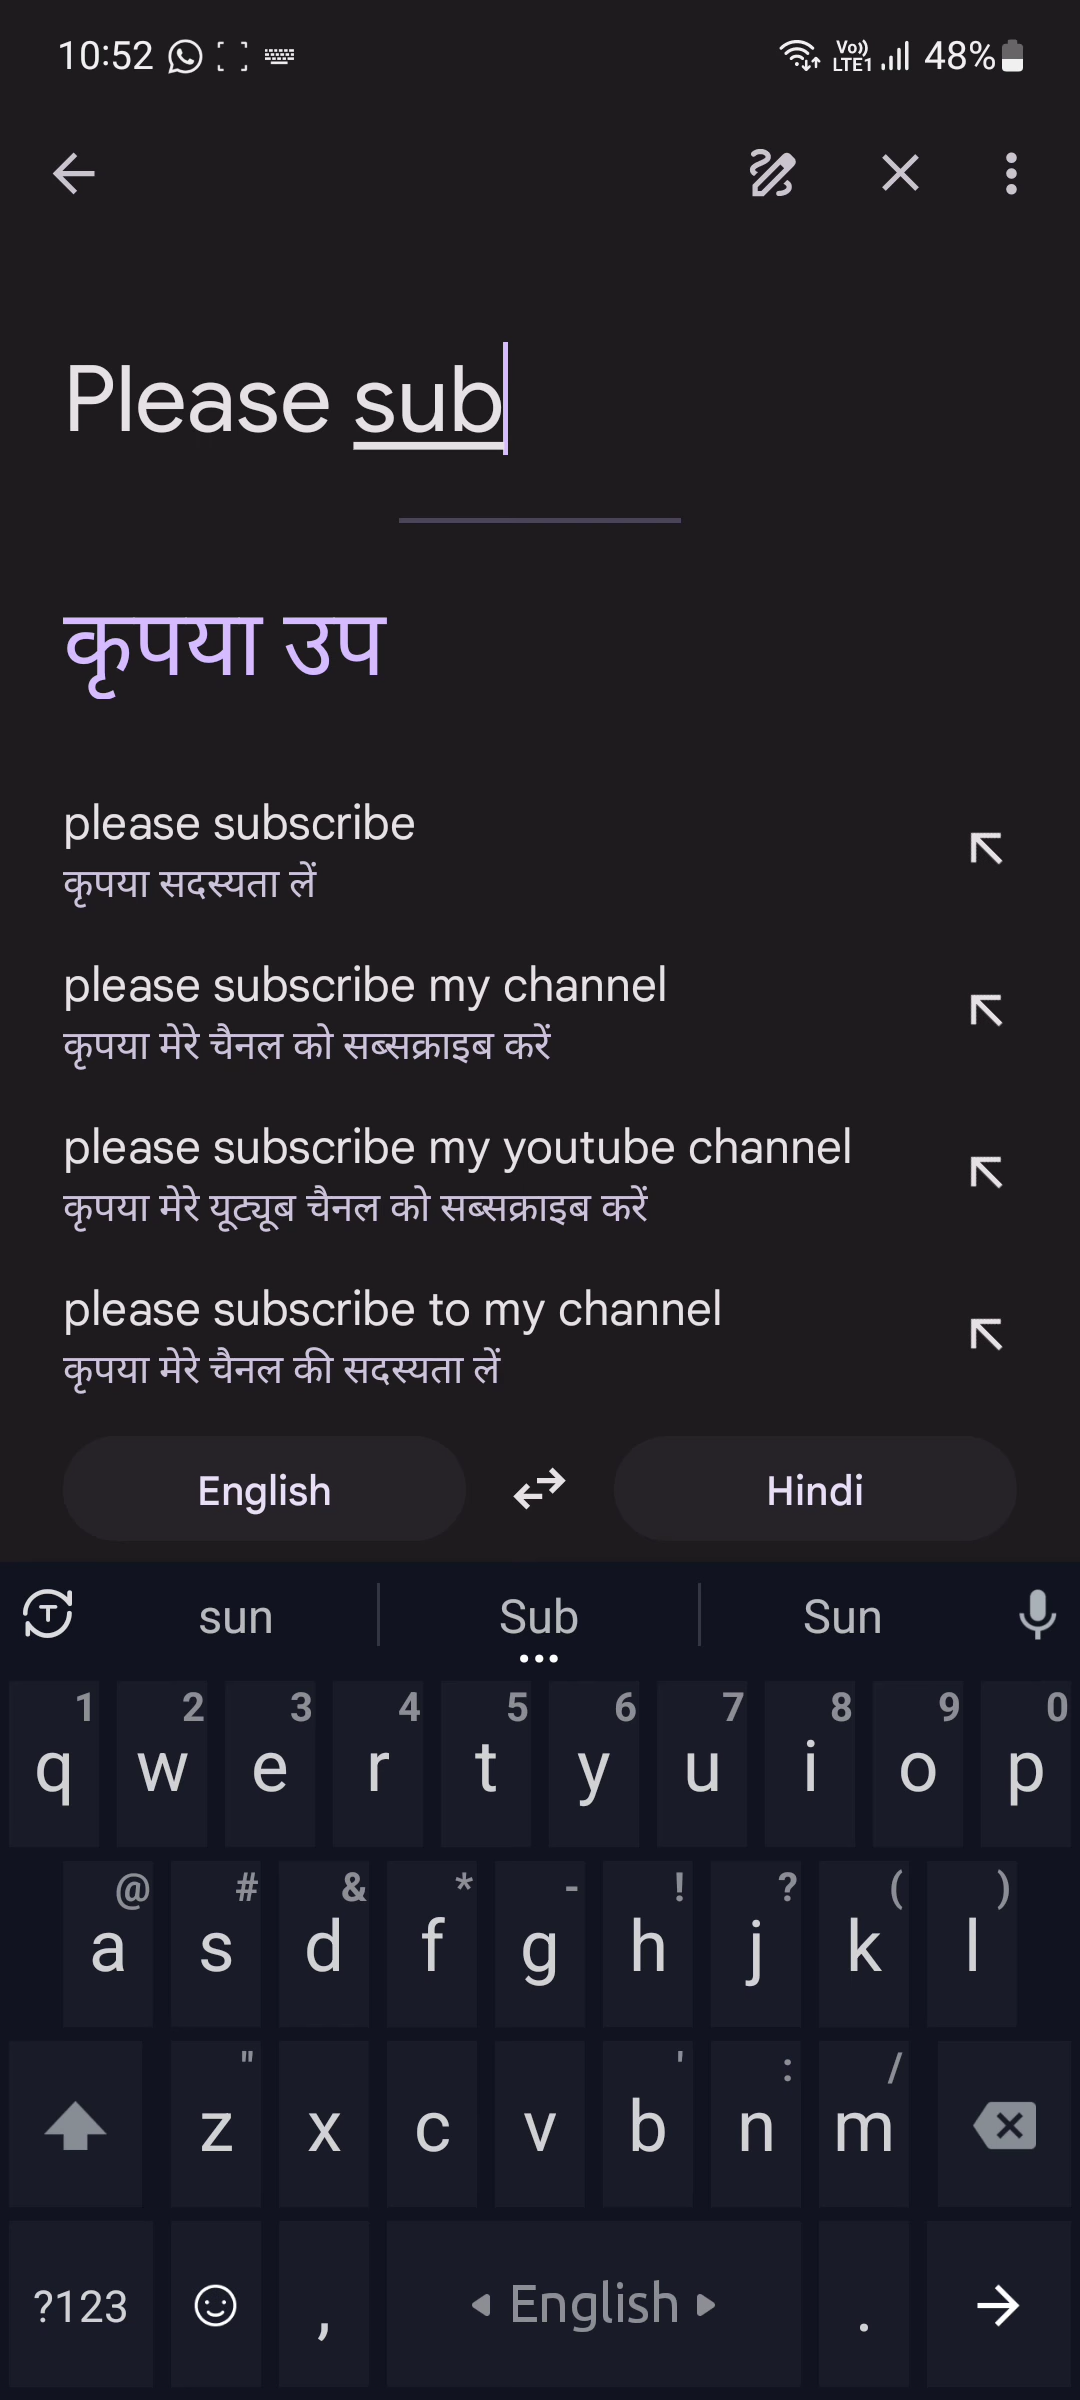 10:52 Vo)) LTE1 48%
Please sub
कृपया उप
please subscribe
कृपया सदस्यता लें
please subscribe my channel
कृपया मेरे चैनल को सब्सक्राइब करें
please subscribe my youtube channel
कृपया मेरे यूट्यूब चैनल को सब्सक्राइब करें
please subscribe to my channel
कृपया मेरे चैनल की सदस्यता लें
English Hindi
T sun Sub Sun
1 2 3 4 5 6 7 8 9 0
q w e r t y u i o p
@ # & * - ! ? ( )
a s d f g h j k l
" ' : /
z x c v b n m
?123 , English .